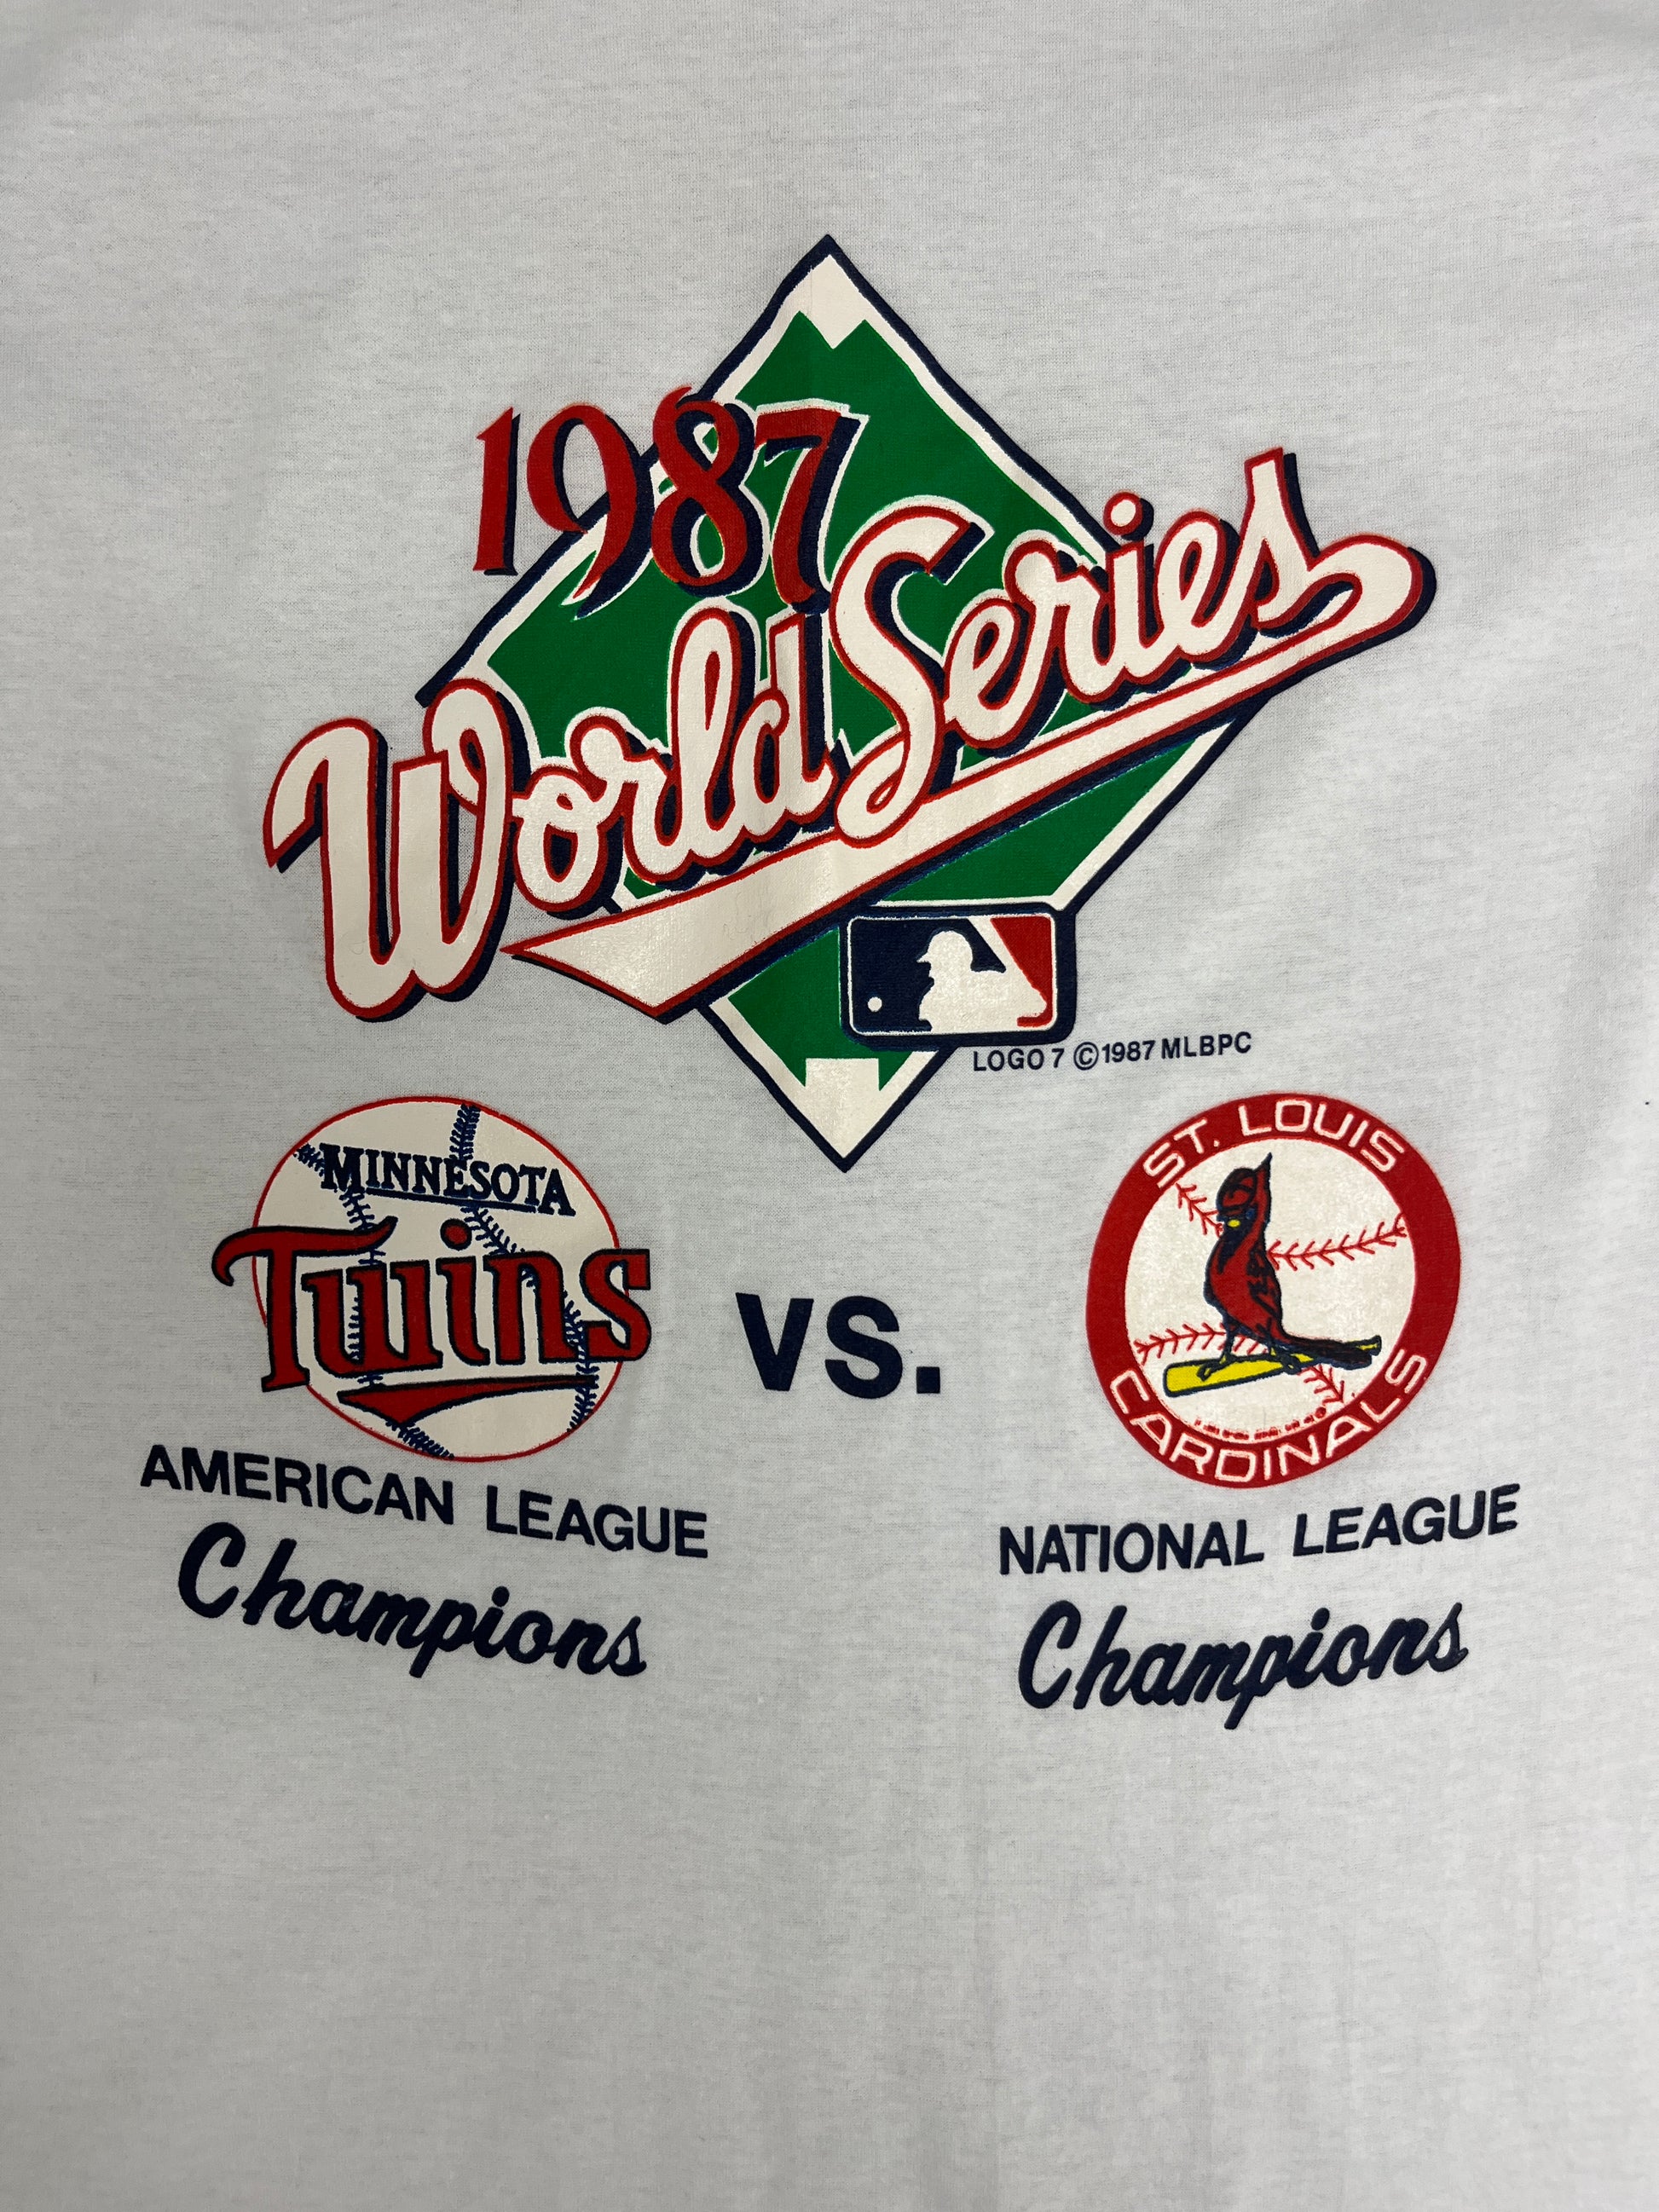 1987
World Series
LOGO 7 ©1987 MLBPC
MINNESOTA
Twins
VS.
ST. LOUIS
CARDINALS
AMERICAN LEAGUE
Champions
NATIONAL LEAGUE
Champions